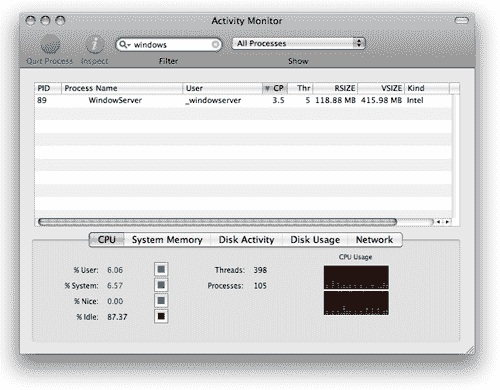 Activity Monitor
windows
All Processes
Quit Process Inspect Filter Show
PID Process Name User CP Thr RSIZE VSIZE Kind
89 WindowServer _windowserver 3.5 5 118.88 MB 415.98 MB Intel
CPU System Memory Disk Activity Disk Usage Network
CPU Usage
% User: 6.06 Threads: 398
% System: 6.57 Processes: 105
% Nice: 0.00
% Idle: 87.37